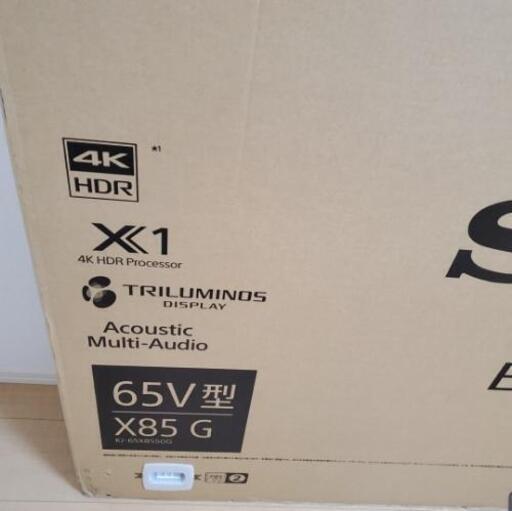 4K
HDR
*1
S
X1
4K HDR Processor
TRILUMINOS
DISPLAY
Acoustic
Multi-Audio
65V型
X85 G
KJ-65X8550G